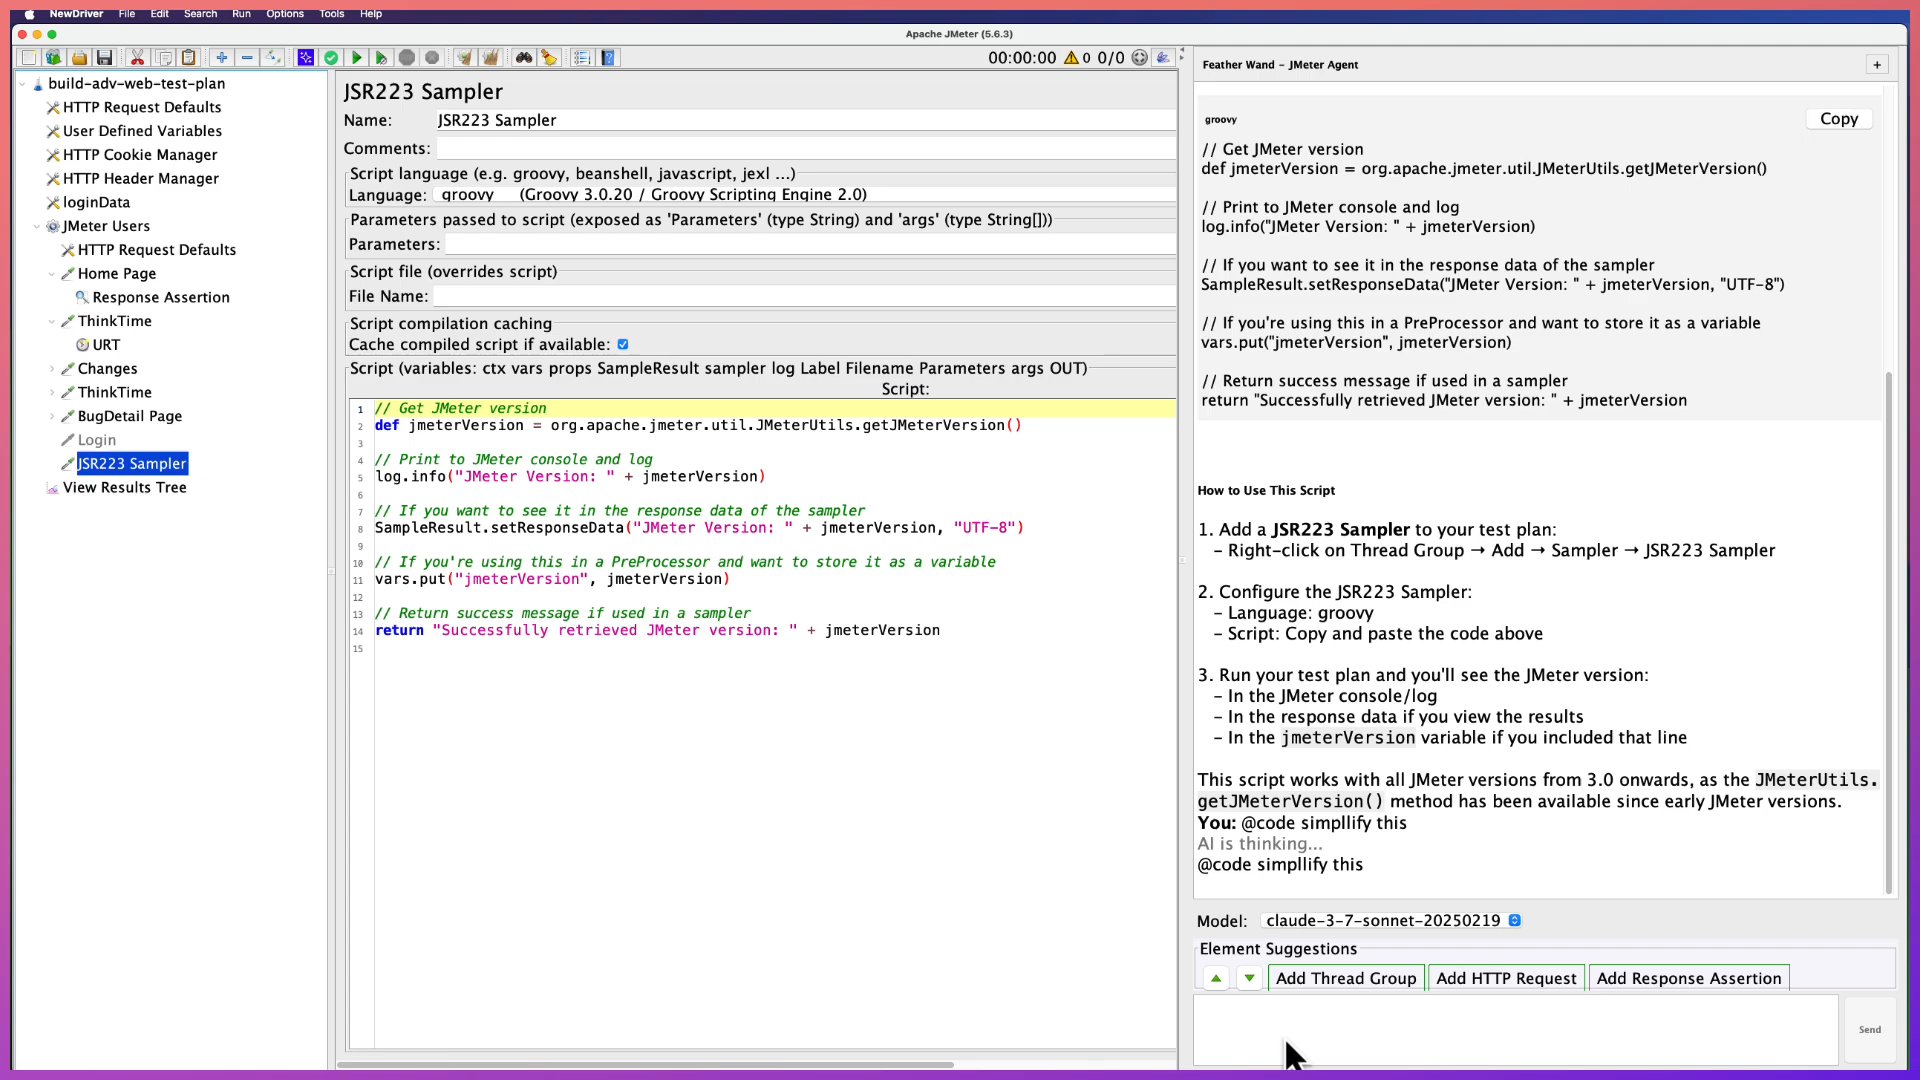 NewDriver File Edit Search Run Options Tools Help
Apache JMeter (5.6.3)
00:00:00 0 0/0
build-adv-web-test-plan
HTTP Request Defaults
User Defined Variables
HTTP Cookie Manager
HTTP Header Manager
loginData
JMeter Users
HTTP Request Defaults
Home Page
Response Assertion
ThinkTime
URT
Changes
ThinkTime
BugDetail Page
Login
JSR223 Sampler
View Results Tree
JSR223 Sampler
Name: JSR223 Sampler
Comments:
Script language (e.g. groovy, beanshell, javascript, jexl ...)
Language: groovy (Groovy 3.0.20 / Groovy Scripting Engine 2.0)
Parameters passed to script (exposed as 'Parameters' (type String) and 'args' (type String[]))
Parameters:
Script file (overrides script)
File Name:
Script compilation caching
Cache compiled script if available:
Script (variables: ctx vars props SampleResult sampler log Label Filename Parameters args OUT)
Script:
1 // Get JMeter version
2 def jmeterVersion = org.apache.jmeter.util.JMeterUtils.getJMeterVersion()
3
4 // Print to JMeter console and log
5 log.info("JMeter Version: " + jmeterVersion)
6
7 // If you want to see it in the response data of the sampler
8 SampleResult.setResponseData("JMeter Version: " + jmeterVersion, "UTF-8")
9
10 // If you're using this in a PreProcessor and want to store it as a variable
11 vars.put("jmeterVersion", jmeterVersion)
12
13 // Return success message if used in a sampler
14 return "Successfully retrieved JMeter version: " + jmeterVersion
15
Feather Wand - JMeter Agent +
groovy Copy
// Get JMeter version
def jmeterVersion = org.apache.jmeter.util.JMeterUtils.getJMeterVersion()
// Print to JMeter console and log
log.info("JMeter Version: " + jmeterVersion)
// If you want to see it in the response data of the sampler
SampleResult.setResponseData("JMeter Version: " + jmeterVersion, "UTF-8")
// If you're using this in a PreProcessor and want to store it as a variable
vars.put("jmeterVersion", jmeterVersion)
// Return success message if used in a sampler
return "Successfully retrieved JMeter version: " + jmeterVersion
How to Use This Script
1. Add a JSR223 Sampler to your test plan:
- Right-click on Thread Group → Add → Sampler → JSR223 Sampler
2. Configure the JSR223 Sampler:
- Language: groovy
- Script: Copy and paste the code above
3. Run your test plan and you'll see the JMeter version:
- In the JMeter console/log
- In the response data if you view the results
- In the jmeterVersion variable if you included that line
This script works with all JMeter versions from 3.0 onwards, as the JMeterUtils.
getJMeterVersion() method has been available since early JMeter versions.
You: @code simpllify this
AI is thinking...
@code simpllify this
Model: claude-3-7-sonnet-20250219
Element Suggestions
Add Thread Group Add HTTP Request Add Response Assertion
Send